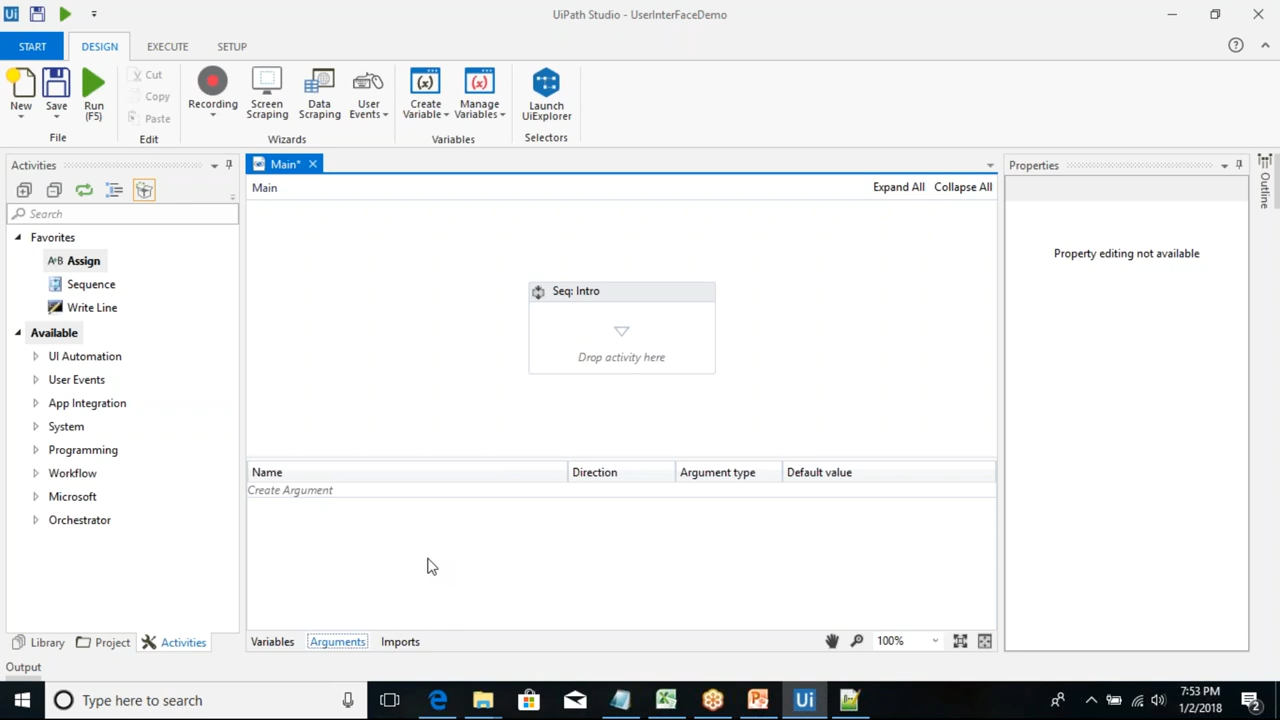 Ui
UiPath Studio - UserInterFaceDemo
START
DESIGN
EXECUTE
SETUP
New
Save
Run
(F5)
File
Cut
Copy
Paste
Edit
Recording
Screen
Scraping
Data
Scraping
User
Events
Wizards
(x)
Create
Variable
(x)
Manage
Variables
Variables
Launch
UiExplorer
Selectors
Activities
Search
Favorites
A+B Assign
Sequence
Write Line
Available
UI Automation
User Events
App Integration
System
Programming
Workflow
Microsoft
Orchestrator
Library
Project
Activities
Output
Main*
Main
Expand All
Collapse All
Seq: Intro
Drop activity here
Name Direction Argument type Default value
Create Argument
Variables
Arguments
Imports
100%
Properties
Property editing not available
Outline
Type here to search
Ui
7:53 PM
1/2/2018
2